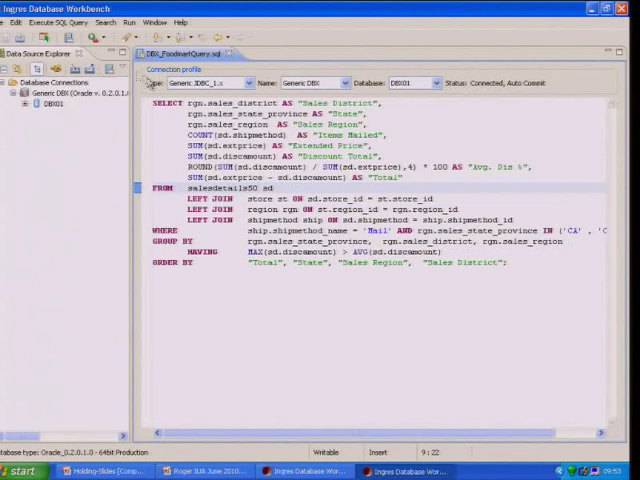 Ingres Database Workbench
Edit Execute SQL Query Search Run Window Help
Data Source Explorer
Database Connections
Generic DBX (Oracle v. 0.2.0.1.0
DBX01
DBX_FoodmartQuery.sql
Connection profile
Type: Generic JDBC_1.x Name: Generic DBX Database: DBX01 Status: Connected, Auto Commit
SELECT rgn.sales_district AS "Sales District",
rgn.sales_state_province AS "State",
rgn.sales_region AS "Sales Region",
COUNT(sd.shipmethod) AS "Items Mailed",
SUM(sd.extprice) AS "Extended Price",
SUM(sd.discamount) AS "Discount Total",
ROUND(SUM(sd.discamount) / SUM(sd.extprice),4) * 100 AS "Avg. Dis %",
SUM(sd.extprice - sd.discamount) AS "Total"
FROM salesdetails50 sd
LEFT JOIN store st ON sd.store_id = st.store_id
LEFT JOIN region rgn ON st.region_id = rgn.region_id
LEFT JOIN shipmethod ship ON sd.shipmethod = ship.shipmethod_id
WHERE ship.shipmethod_name = 'Mail' AND rgn.sales_state_province IN ('CA' , 'O
GROUP BY rgn.sales_state_province, rgn.sales_district, rgn.sales_region
HAVING MAX(sd.discamount) > AVG(sd.discamount)
ORDER BY "Total", "State", "Sales Region", "Sales District";
atabase type: Oracle_0.2.0.1.0 - 64bit Production Writable Insert 9 : 22
start Holding-Slides [Comp... Roger IUA June 2010... Ingres Database Wor... Ingres Database Wor... 09:53